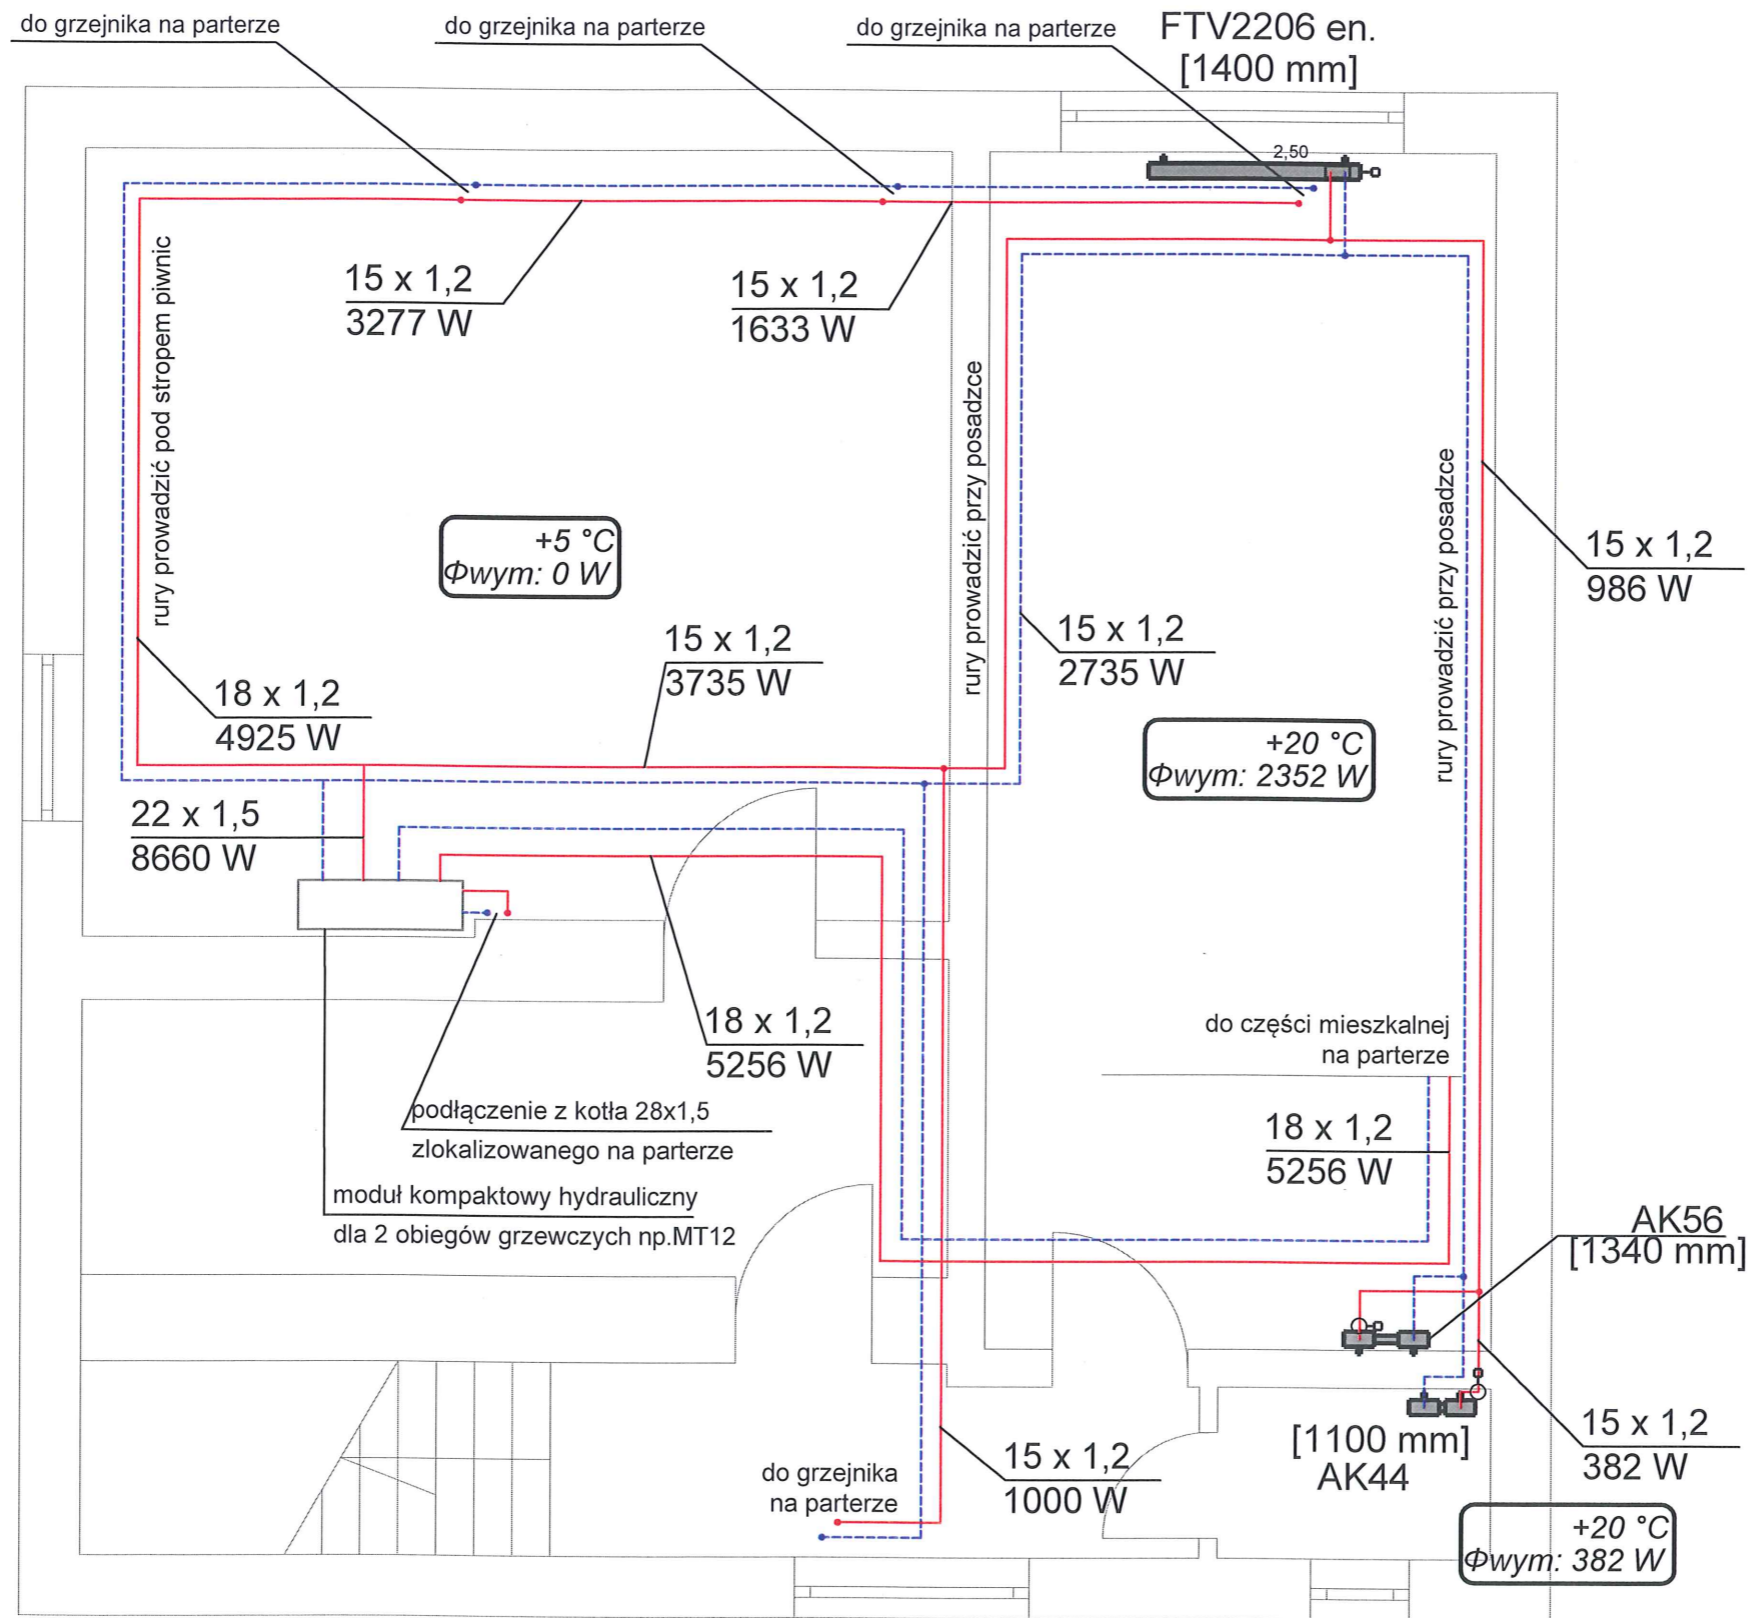 do grzejnika na parterze
do grzejnika na parterze
do grzejnika na parterze
FTV2206 en.
[1400 mm]
2,50
rury prowadzić pod stropem piwnic
15 x 1,2
3277 W
15 x 1,2
1633 W
rury prowadzić przy posadzce
rury prowadzić przy posadzce
+5 °C
Φwym: 0 W
15 x 1,2
986 W
15 x 1,2
3735 W
15 x 1,2
2735 W
18 x 1,2
4925 W
+20 °C
Φwym: 2352 W
22 x 1,5
8660 W
18 x 1,2
5256 W
do części mieszkalnej
na parterze
podłączenie z kotła 28x1,5
zlokalizowanego na parterze
18 x 1,2
5256 W
moduł kompaktowy hydrauliczny
dla 2 obiegów grzewczych np.MT12
AK56
[1340 mm]
do grzejnika
na parterze
15 x 1,2
1000 W
[1100 mm]
AK44
15 x 1,2
382 W
+20 °C
Φwym: 382 W